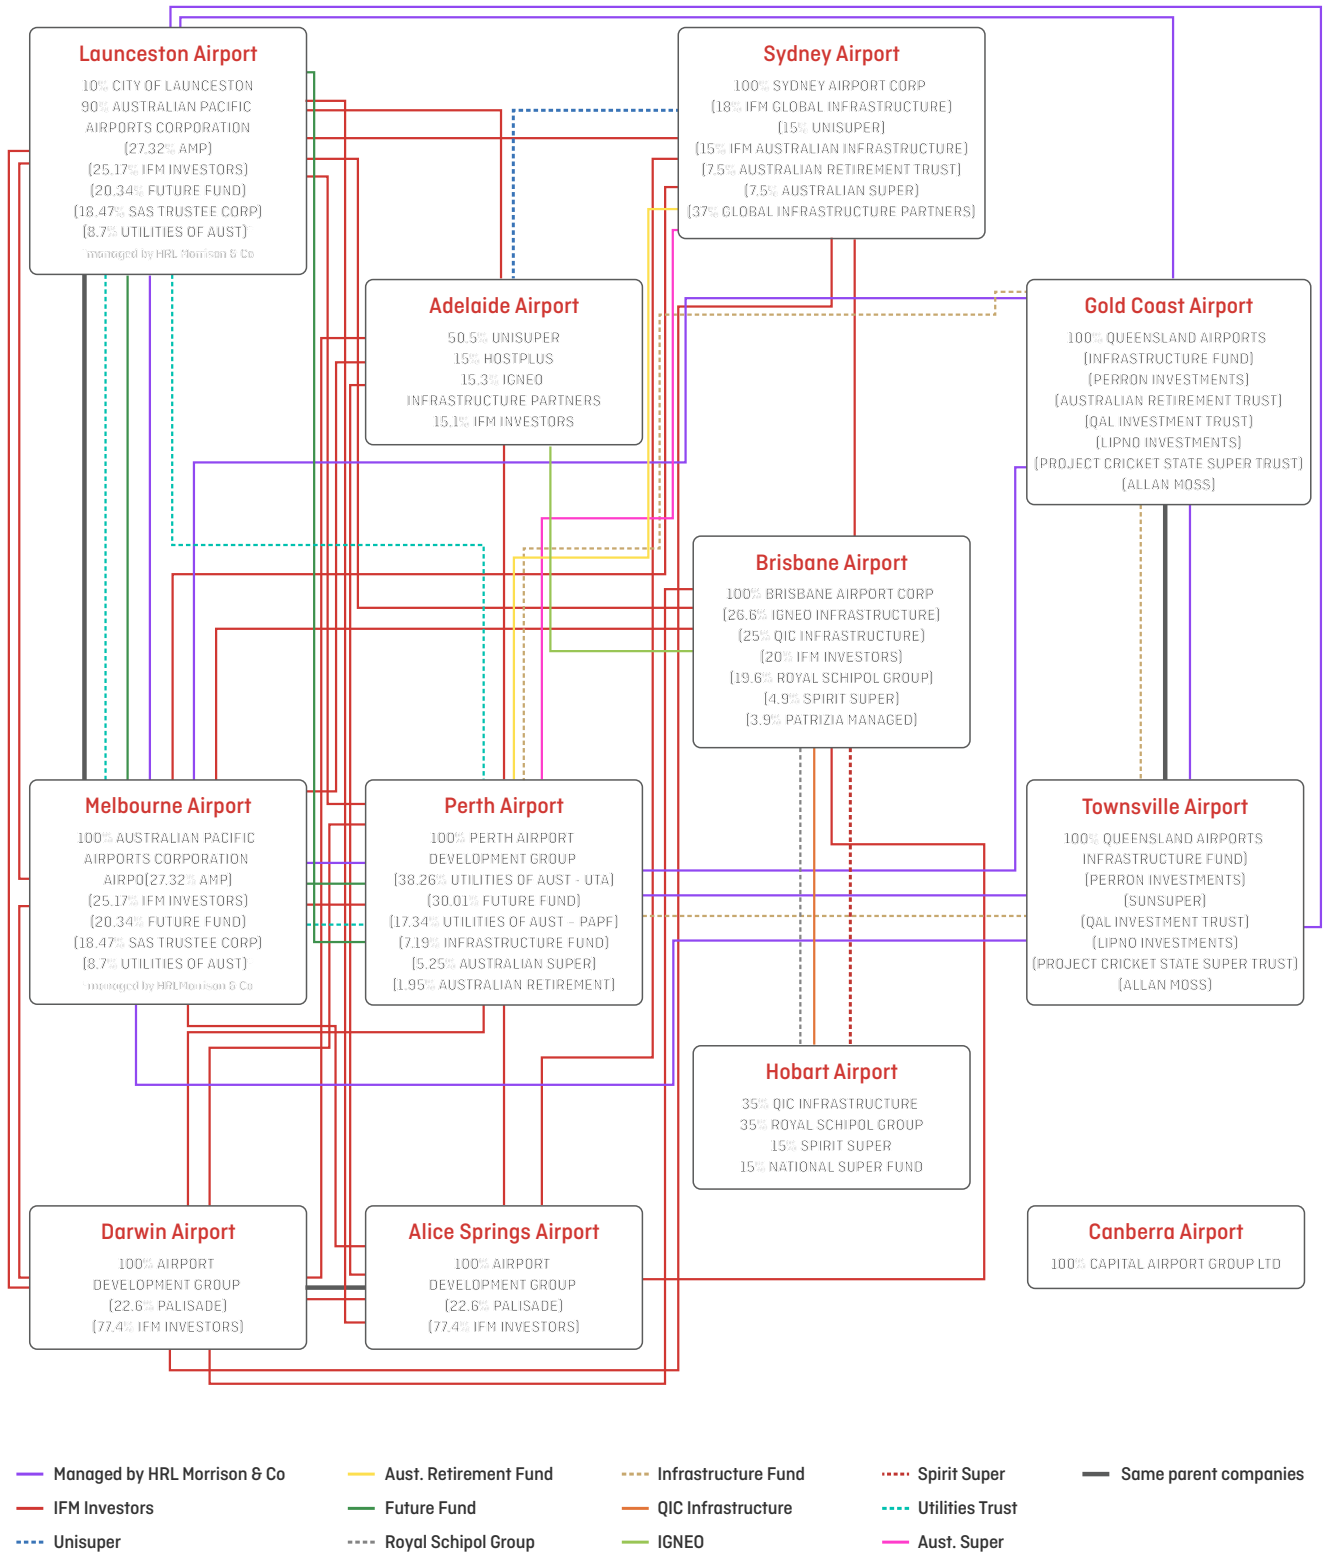 Launceston Airport
10% CITY OF LAUNCESTON
90% AUSTRALIAN PACIFIC
AIRPORTS CORPORATION
(27.32% AMP)
(25.17% IFM INVESTORS)
(20.34% FUTURE FUND)
(18.47% SAS TRUSTEE CORP)
(8.7% UTILITIES OF AUST)
managed by HRL Morrison & Co
Sydney Airport
100% SYDNEY AIRPORT CORP
(18% IFM GLOBAL INFRASTRUCTURE)
(15% UNISUPER)
(15% IFM AUSTRALIAN INFRASTRUCTURE)
(7.5% AUSTRALIAN RETIREMENT TRUST)
(7.5% AUSTRALIAN SUPER)
(37% GLOBAL INFRASTRUCTURE PARTNERS)
Adelaide Airport
50.5% UNISUPER
15% HOSTPLUS
15.3% IGNEO
INFRASTRUCTURE PARTNERS
15.1% IFM INVESTORS
Gold Coast Airport
100% QUEENSLAND AIRPORTS
(INFRASTRUCTURE FUND)
(PERRON INVESTMENTS)
(AUSTRALIAN RETIREMENT TRUST)
(QAL INVESTMENT TRUST)
(LIPNO INVESTMENTS)
(PROJECT CRICKET STATE SUPER TRUST)
(ALLAN MOSS)
Brisbane Airport
100% BRISBANE AIRPORT CORP
(26.6% IGNEO INFRASTRUCTURE)
(25% QIC INFRASTRUCTURE)
(20% IFM INVESTORS)
(19.6% ROYAL SCHIPOL GROUP)
(4.9% SPIRIT SUPER)
(3.9% PATRIZIA MANAGED)
Melbourne Airport
100% AUSTRALIAN PACIFIC
AIRPORTS CORPORATION
AIRPO(27.32% AMP)
(25.17% IFM INVESTORS)
(20.34% FUTURE FUND)
(18.47% SAS TRUSTEE CORP)
(8.7% UTILITIES OF AUST)
managed by HRLMorrison & Co
Perth Airport
100% PERTH AIRPORT
DEVELOPMENT GROUP
(38.26% UTILITIES OF AUST - UTA)
(30.01% FUTURE FUND)
(17.34% UTILITIES OF AUST - PAPF)
(7.19% INFRASTRUCTURE FUND)
(5.25% AUSTRALIAN SUPER)
(1.95% AUSTRALIAN RETIREMENT)
Townsville Airport
100% QUEENSLAND AIRPORTS
INFRASTRUCTURE FUND)
(PERRON INVESTMENTS)
(SUNSUPER)
(QAL INVESTMENT TRUST)
(LIPNO INVESTMENTS)
(PROJECT CRICKET STATE SUPER TRUST)
(ALLAN MOSS)
Hobart Airport
35% QIC INFRASTRUCTURE
35% ROYAL SCHIPOL GROUP
15% SPIRIT SUPER
15% NATIONAL SUPER FUND
Darwin Airport
100% AIRPORT
DEVELOPMENT GROUP
(22.6% PALISADE)
(77.4% IFM INVESTORS)
Alice Springs Airport
100% AIRPORT
DEVELOPMENT GROUP
(22.6% PALISADE)
(77.4% IFM INVESTORS)
Canberra Airport
100% CAPITAL AIRPORT GROUP LTD
Managed by HRL Morrison & Co
IFM Investors
Unisuper
Aust. Retirement Fund
Future Fund
Royal Schipol Group
Infrastructure Fund
QIC Infrastructure
IGNEO
Spirit Super
Utilities Trust
Aust. Super
Same parent companies